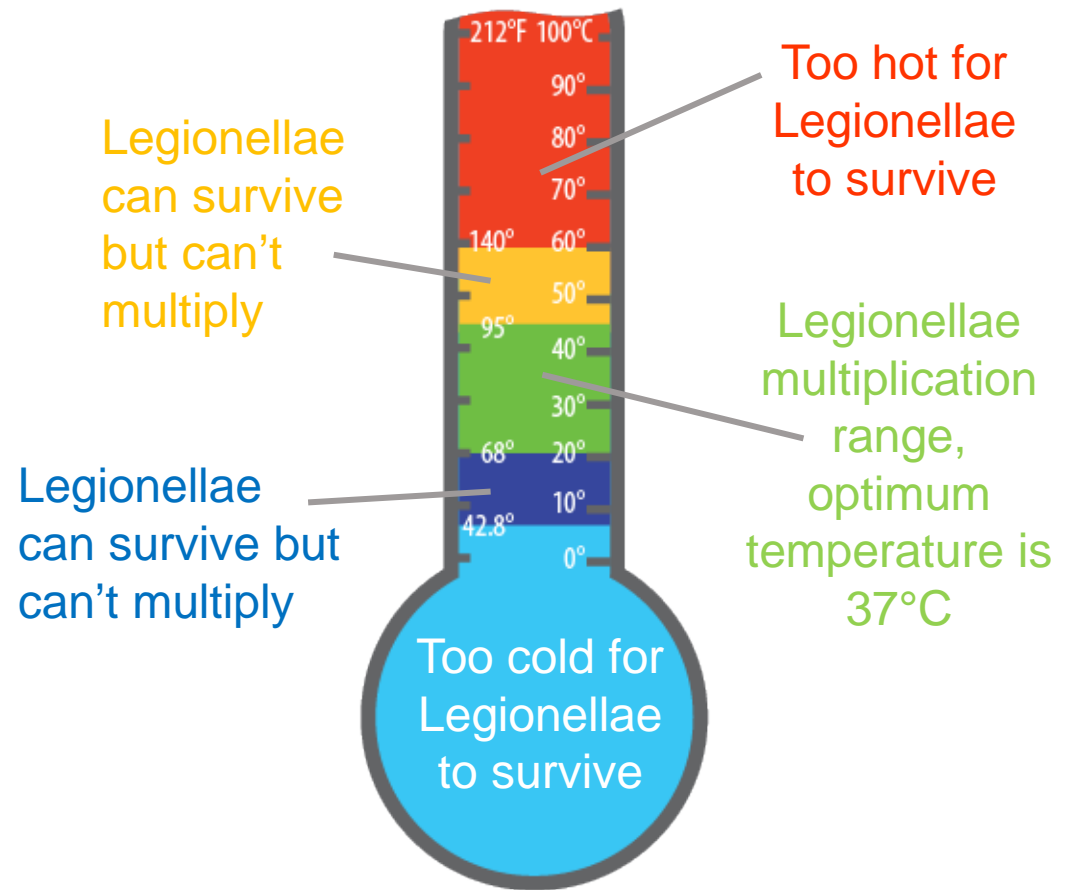 212°F 100°C
90°
80°
70°
140° 60°
50°
95°
40°
30°
68° 20°
10°
42.8°
0°
Too hot for
Legionellae
to survive
Legionellae
can survive
but can’t
multiply
Legionellae
multiplication
range,
optimum
temperature is
37°C
Legionellae
can survive but
can’t multiply
Too cold for
Legionellae
to survive